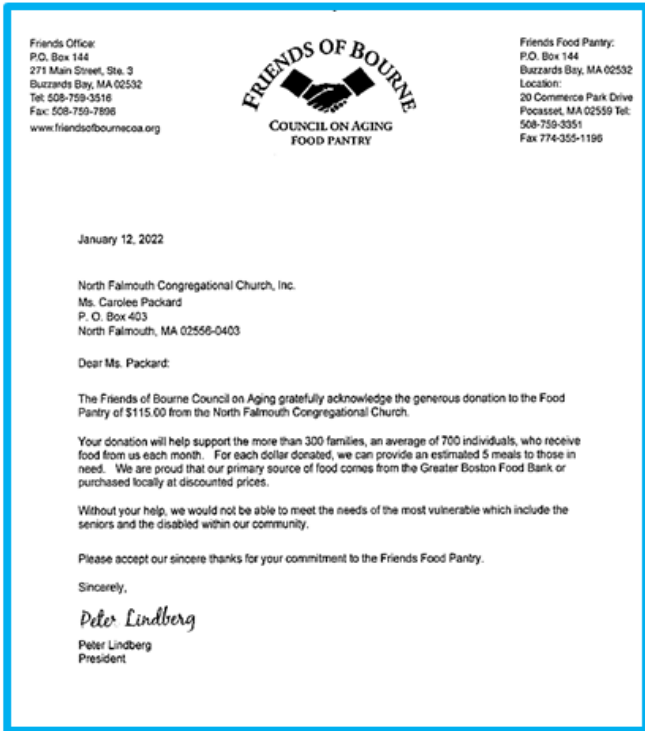 Friends Office:
P.O. Box 144
271 Main Street, Ste. 3
Buzzards Bay, MA 02532
Tel: 508-759-3516
Fax: 508-759-7896
www.friendsofbournecoa.org
FRIENDS OF BOURNE
COUNCIL ON AGING
FOOD PANTRY
Friends Food Pantry:
P.O. Box 144
Buzzards Bay, MA 02532
Location:
20 Commerce Park Drive
Pocasset, MA 02559 Tel:
508-759-3351
Fax 774-355-1196
January 12, 2022
North Falmouth Congregational Church, Inc.
Ms. Carolee Packard
P. O. Box 403
North Falmouth, MA 02556-0403
Dear Ms. Packard:
The Friends of Bourne Council on Aging gratefully acknowledge the generous donation to the Food
Pantry of $115.00 from the North Falmouth Congregational Church.
Your donation will help support the more than 300 families, an average of 700 individuals, who receive
food from us each month. For each dollar donated, we can provide an estimated 5 meals to those in
need. We are proud that our primary source of food comes from the Greater Boston Food Bank or
purchased locally at discounted prices.
Without your help, we would not be able to meet the needs of the most vulnerable which include the
seniors and the disabled within our community.
Please accept our sincere thanks for your commitment to the Friends Food Pantry.
Sincerely,
Peter Lindberg
Peter Lindberg
President